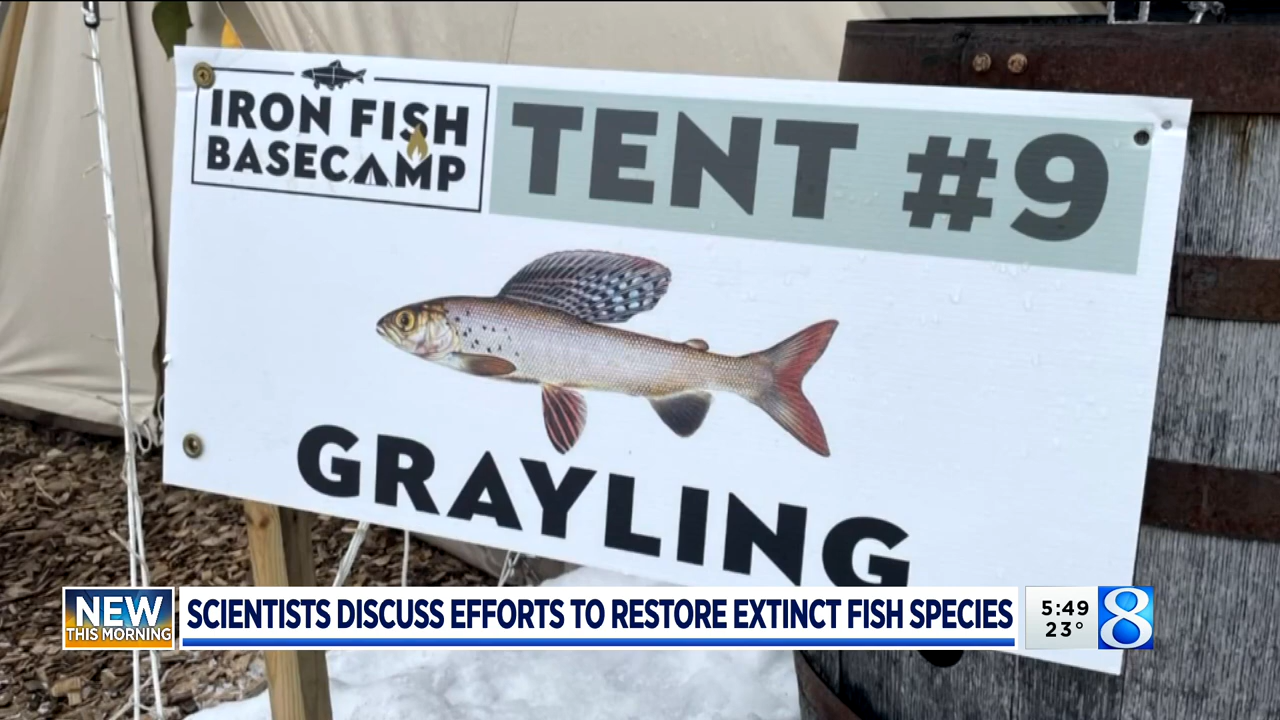 IRON FISH
BASECAMP
TENT #9
GRAYLING
NEW
THIS MORNING
SCIENTISTS DISCUSS EFFORTS TO RESTORE EXTINCT FISH SPECIES
5:49
23°
8